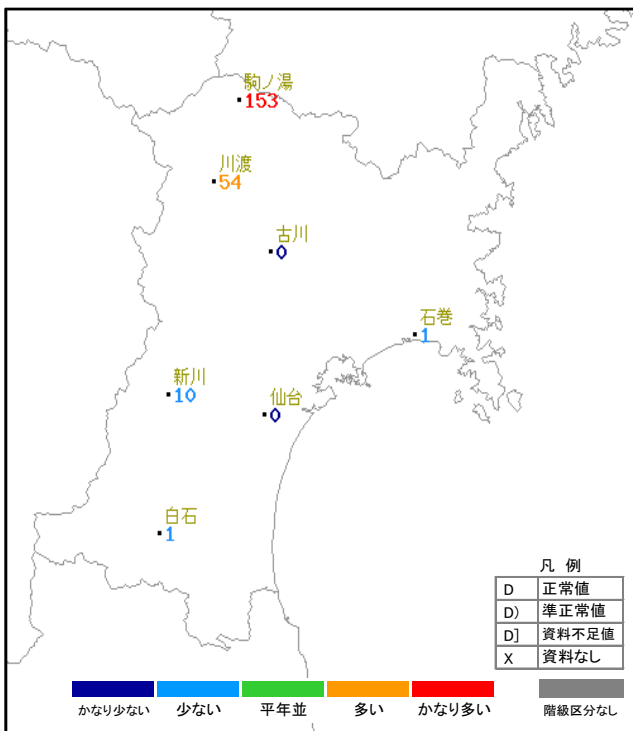 駒ノ湯
153
川渡
54
古川
0
石巻
1
新川
10
仙台
0
白石
1
凡 例
D 正常値
D) 準正常値
D] 資料不足値
X 資料なし
かなり少ない 少ない 平年並 多い かなり多い 階級区分なし